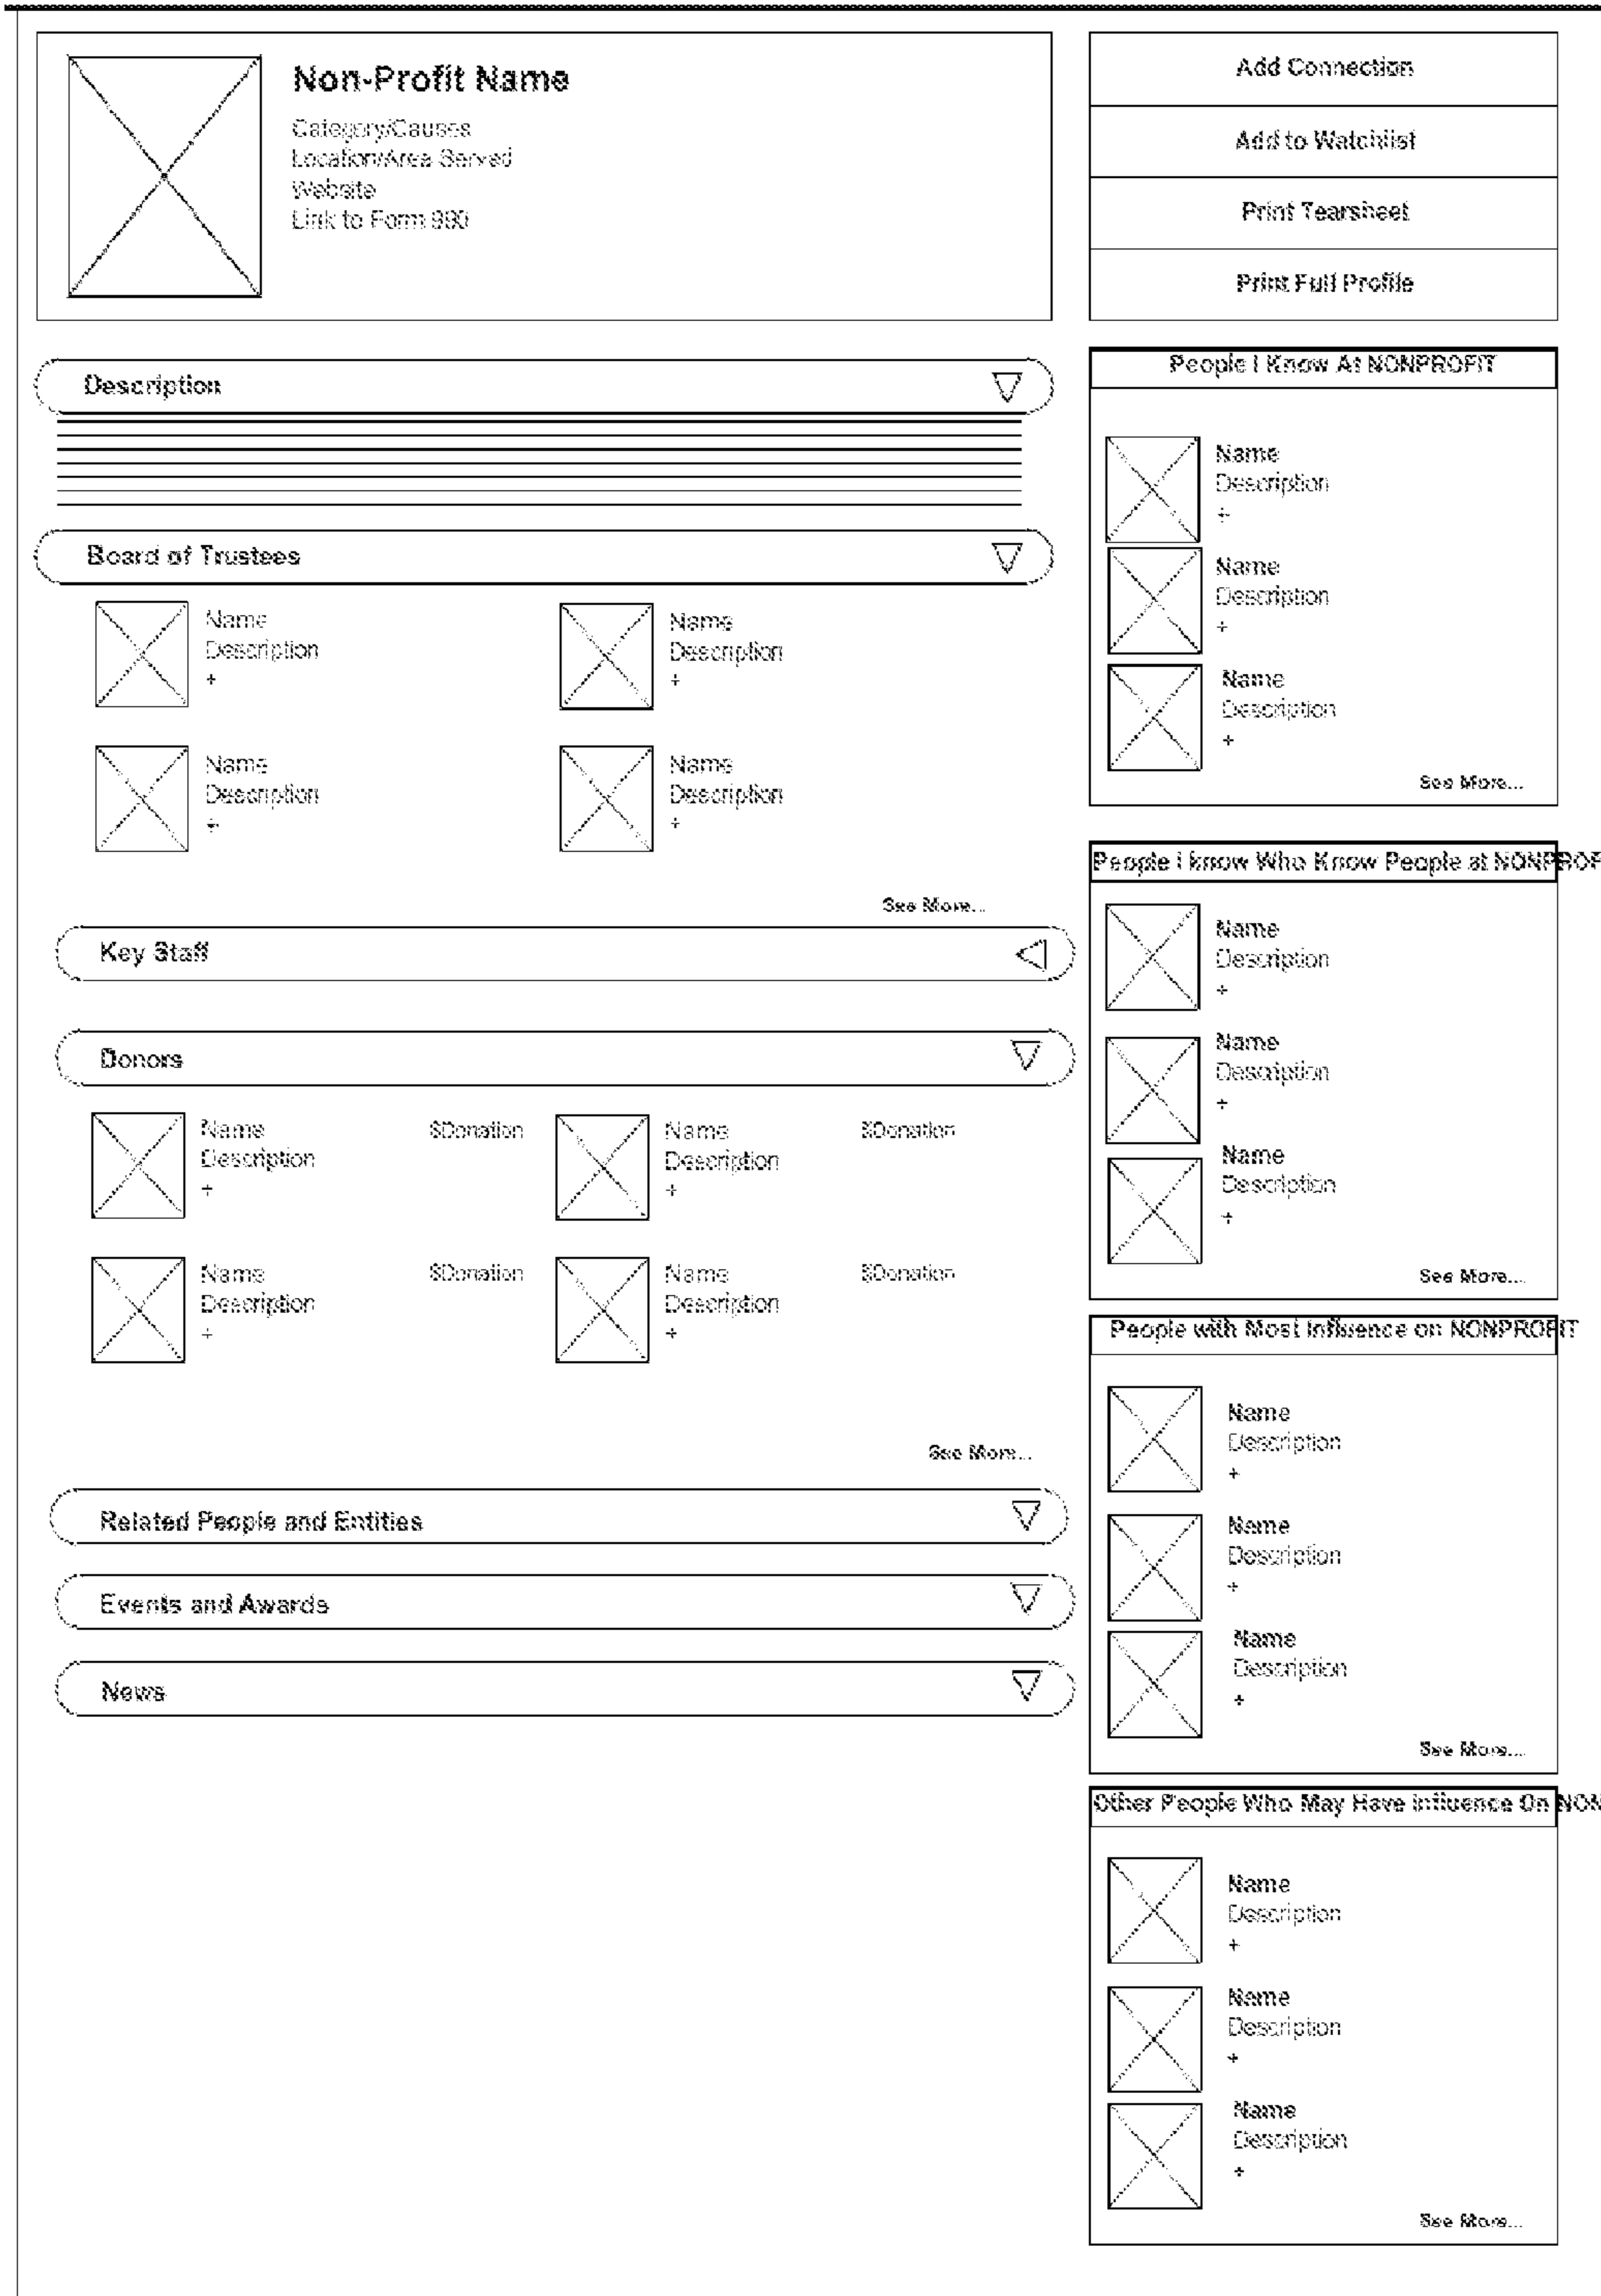 Non-Profit Name
Category/Causes
Location/Area Served
Website
Link to Form 990
Add Connection
Add to Watchlist
Print Tearsheet
Print Full Profile
Description
Board of Trustees
Name
Description
+
Name
Description
+
Name
Description
+
Name
Description
+
See More...
Key Staff
Donors
Name
Description
+
$Donation
Name
Description
+
$Donation
Name
Description
+
$Donation
Name
Description
+
$Donation
See More...
Related People and Entities
Events and Awards
News
People I Know At NONPROFIT
Name
Description
+
Name
Description
+
Name
Description
+
See More...
People I know Who Know People at NONPROF
Name
Description
+
Name
Description
+
Name
Description
+
See More...
People with Most Influence on NONPROFIT
Name
Description
+
Name
Description
+
Name
Description
+
See More...
Other People Who May Have Influence On NON
Name
Description
+
Name
Description
+
Name
Description
+
See More...